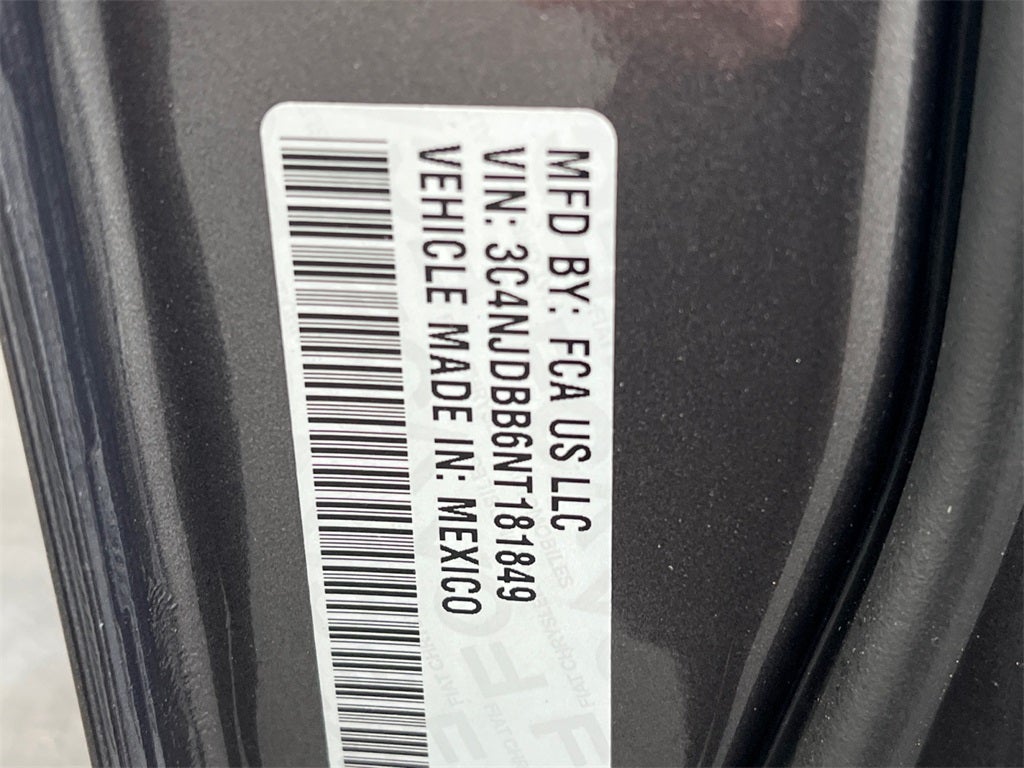 MFD BY: FCA US LLC
VIN: 3C4NJDBB6NT181849
VEHICLE MADE IN: MEXICO